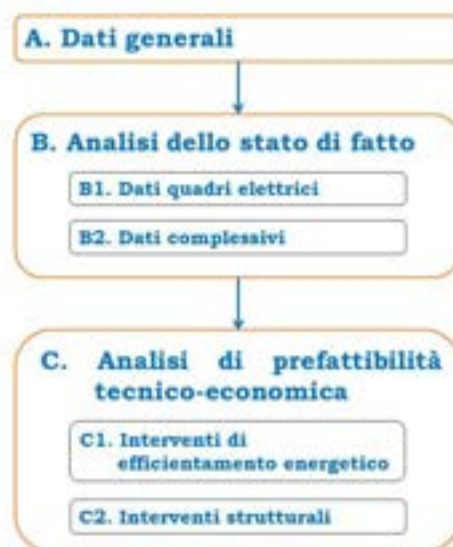 A. Dati generali
B. Analisi dello stato di fatto
B1. Dati quadri elettrici
B2. Dati complessivi
C. Analisi di prefattibilità
tecnico-economica
C1. Interventi di
efficientamento energetico
C2. Interventi strutturali